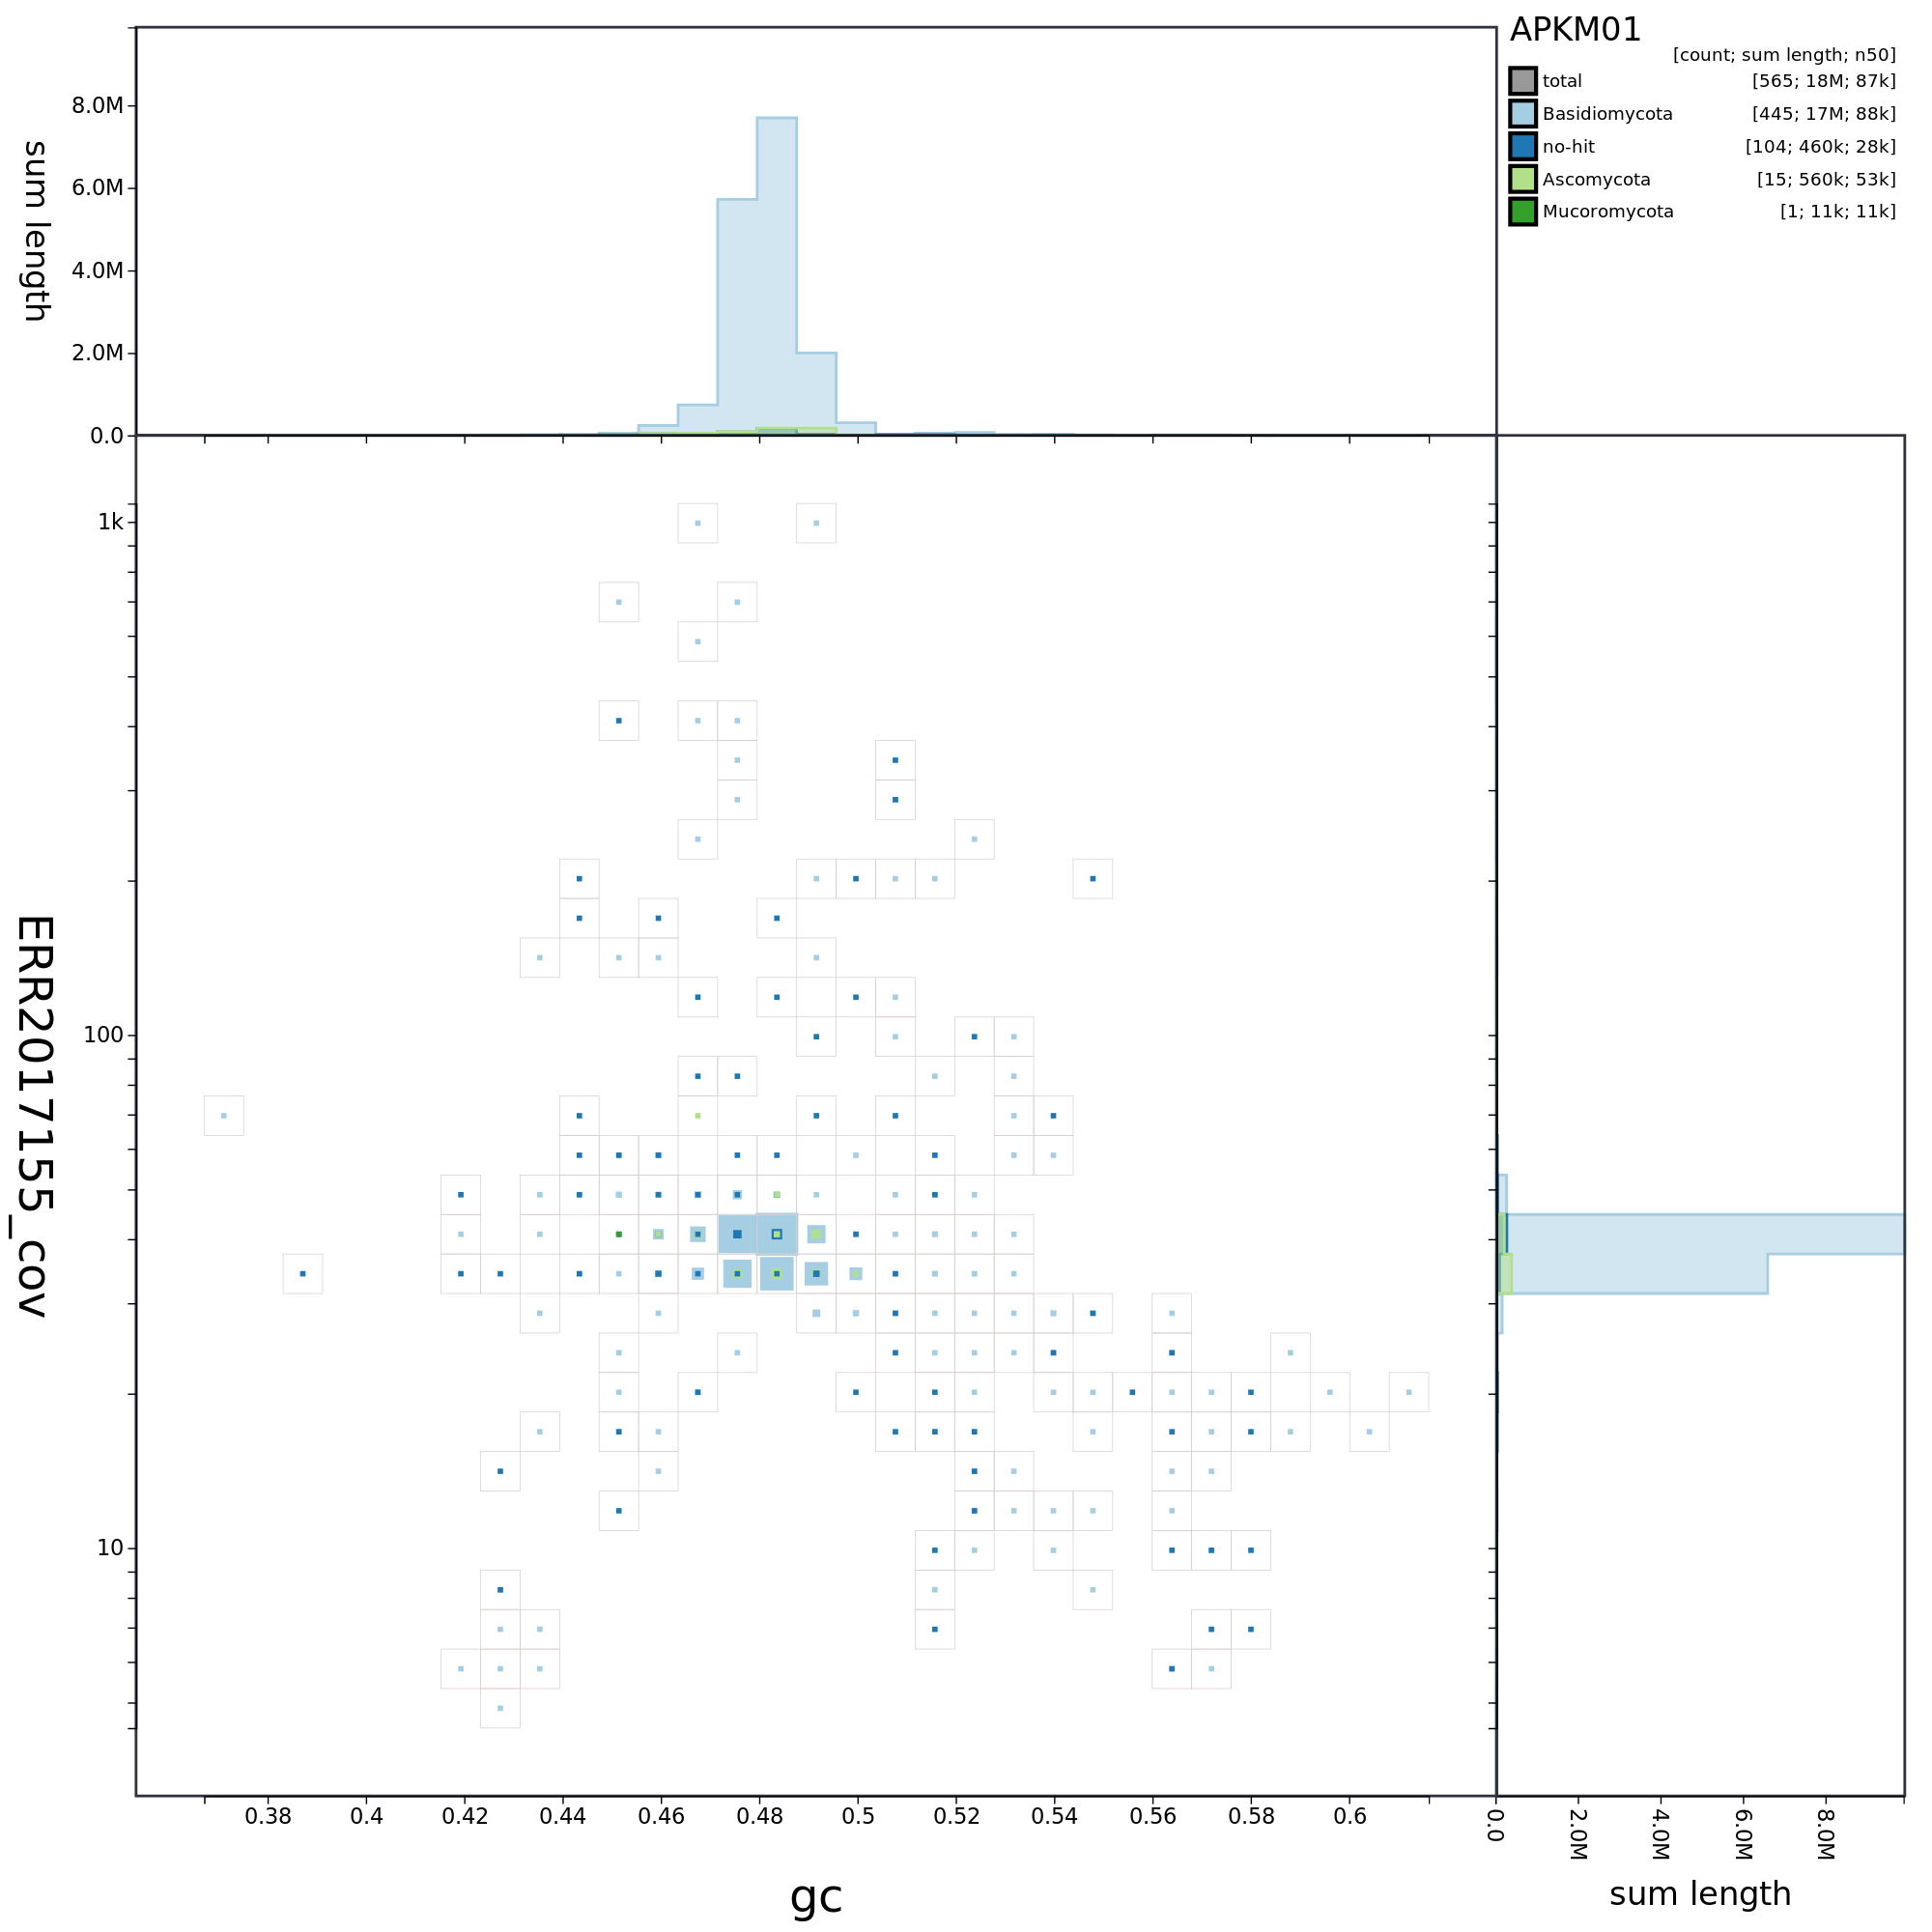 APKM01
[count; sum length; n50]
total [565; 18M; 87k]
Basidiomycota [445; 17M; 88k]
no-hit [104; 460k; 28k]
Ascomycota [15; 560k; 53k]
Mucoromycota [1; 11k; 11k]
sum length
8.0M
6.0M
4.0M
2.0M
0.0
ERR2017155_cov
1k
100
10
0.38 0.4 0.42 0.44 0.46 0.48 0.5 0.52 0.54 0.56 0.58 0.6
gc
0.0 2.0M 4.0M 6.0M 8.0M
sum length